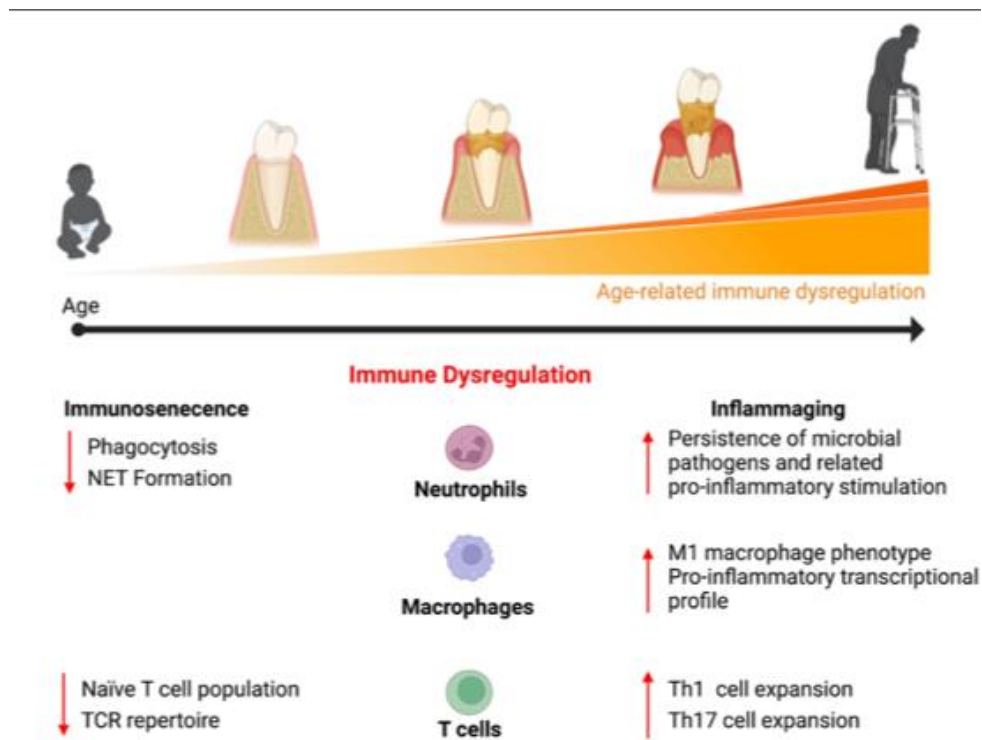 Age-related immune dysregulation
Age
Immune Dysregulation
Immunosenecence
Phagocytosis
NET Formation
Neutrophils
Inflammaging
Persistence of microbial
pathogens and related
pro-inflammatory stimulation
Macrophages
M1 macrophage phenotype
Pro-inflammatory transcriptional
profile
Naïve T cell population
TCR repertoire
T cells
Th1 cell expansion
Th17 cell expansion